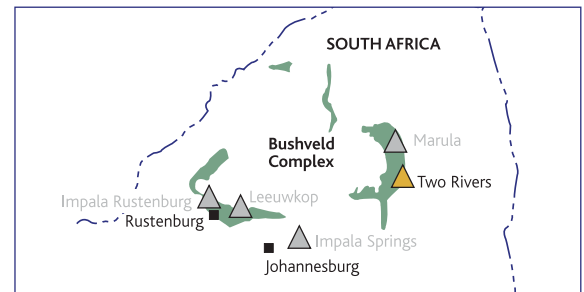 SOUTH AFRICA
Bushveld
Complex
Marula
Two Rivers
Impala Rustenburg
Leeuwkop
Rustenburg
Impala Springs
Johannesburg